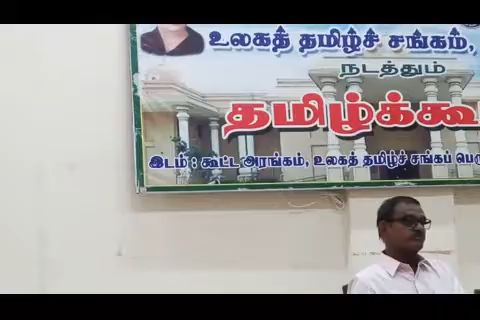 உலகத் தமிழ்ச் சங்கம்,
நடத்தும்
தமிழ்க்கூ
இடம் : கூட்ட அரங்கம், உலகத் தமிழ்ச் சங்கப் பெரு